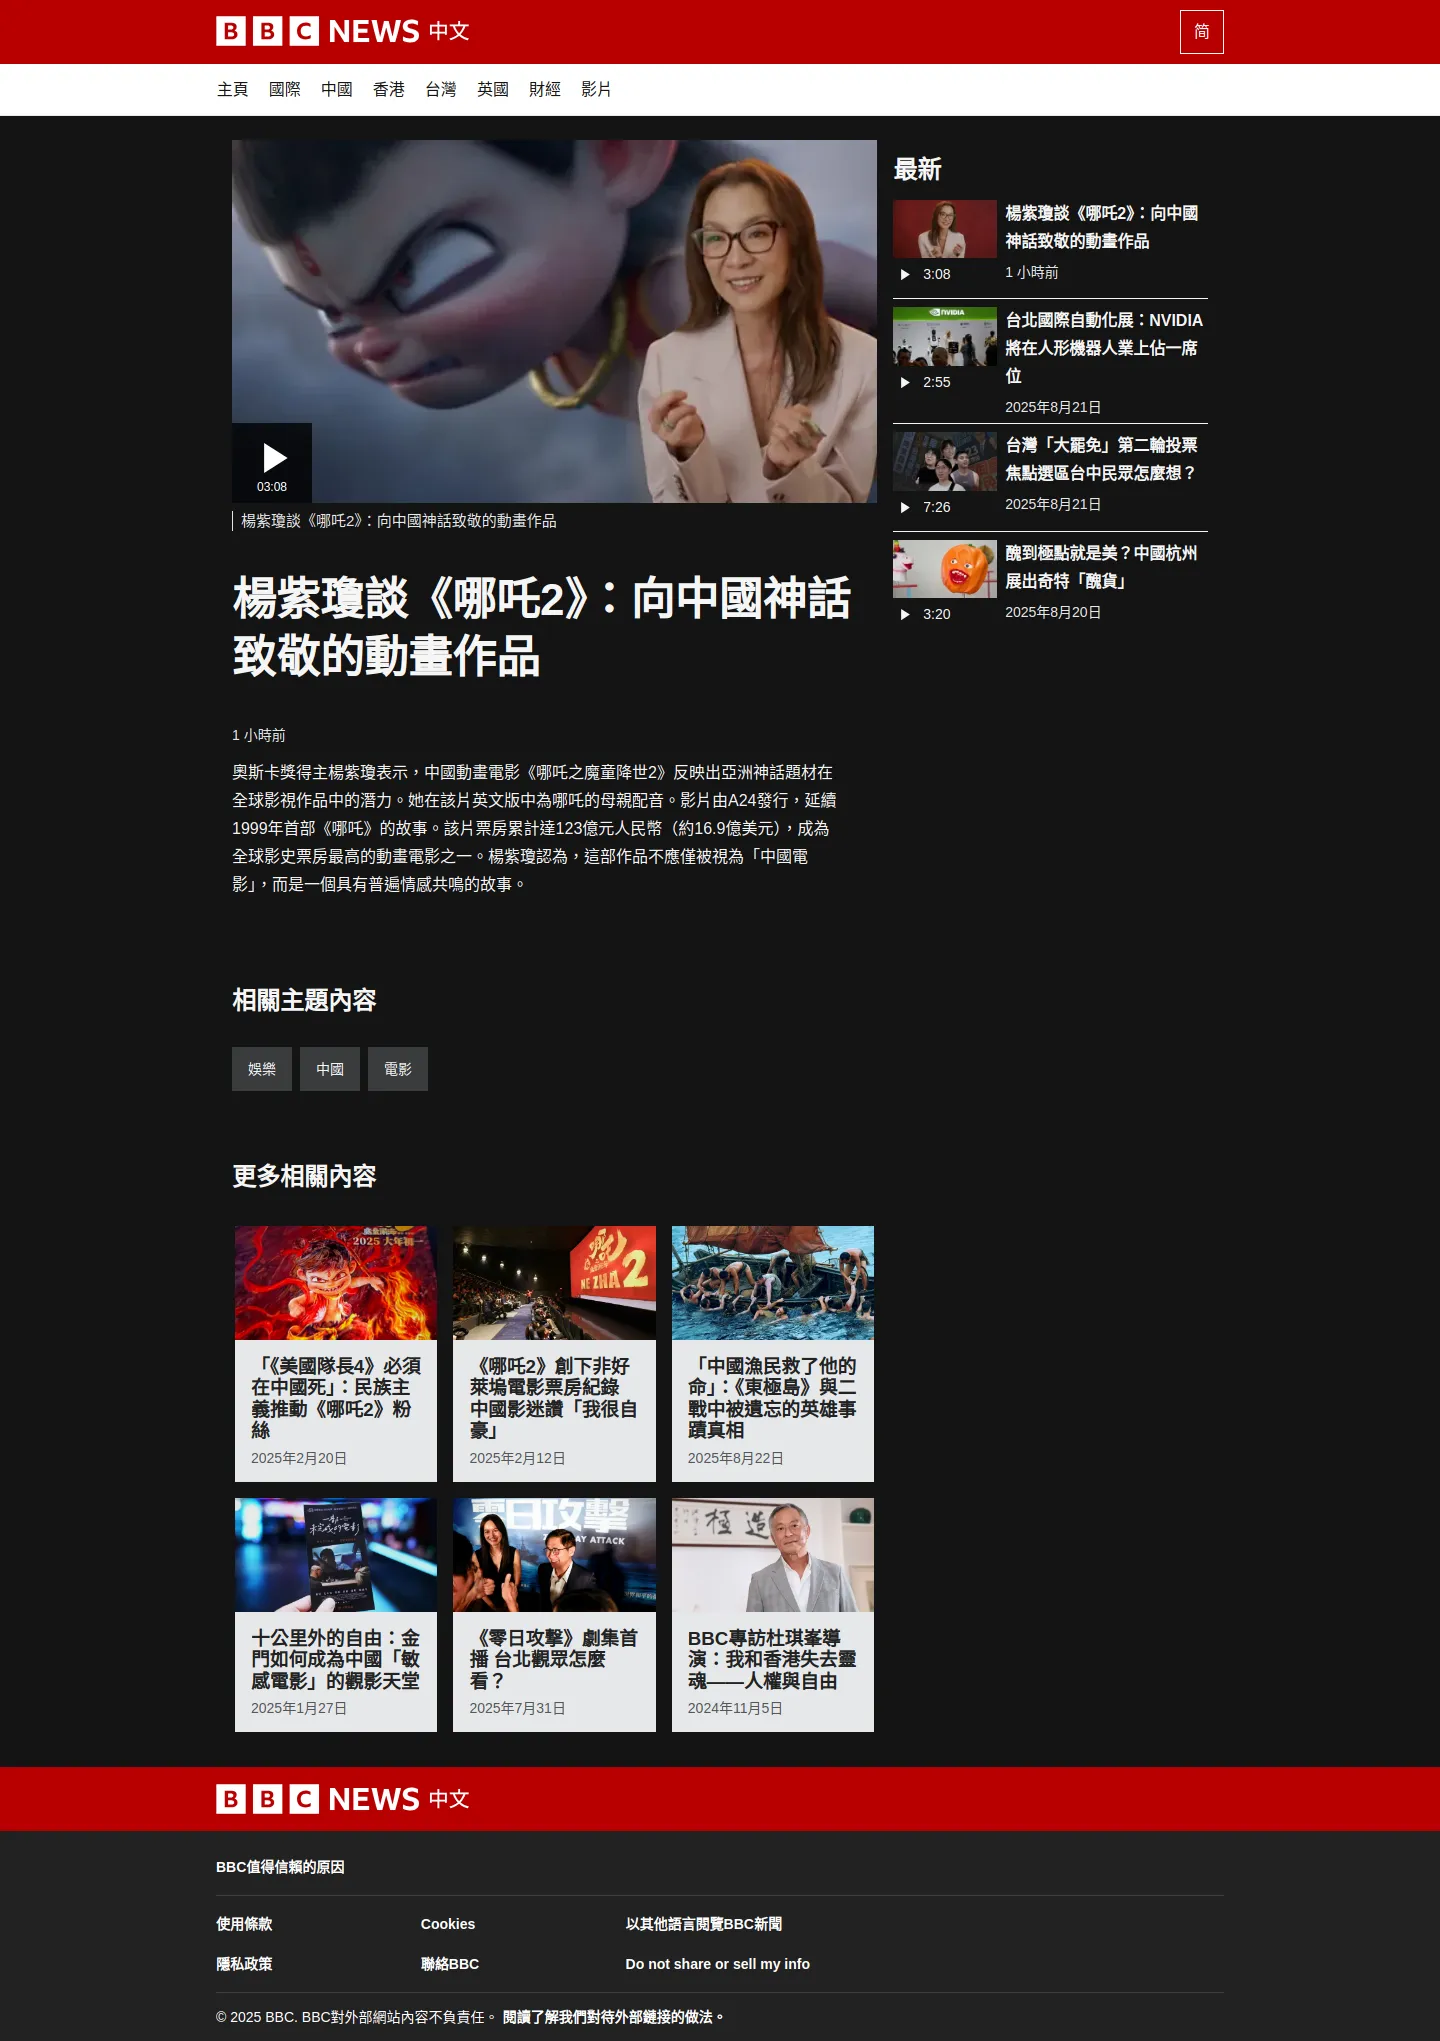 BBC NEWS 中文
简
主頁 國際 中國 香港 台灣 英國 財經 影片
03:08
楊紫瓊談《哪吒2》：向中國神話致敬的動畫作品
楊紫瓊談《哪吒2》：向中國神話
致敬的動畫作品
1 小時前
奧斯卡獎得主楊紫瓊表示，中國動畫電影《哪吒之魔童降世2》反映出亞洲神話題材在
全球影視作品中的潛力。她在該片英文版中為哪吒的母親配音。影片由A24發行，延續
1999年首部《哪吒》的故事。該片票房累計達123億元人民幣（約16.9億美元），成為
全球影史票房最高的動畫電影之一。楊紫瓊認為，這部作品不應僅被視為「中國電
影」，而是一個具有普遍情感共鳴的故事。
最新
楊紫瓊談《哪吒2》：向中國
神話致敬的動畫作品
3:08
1 小時前
NVIDIA
台北國際自動化展：NVIDIA
將在人形機器人業上佔一席
位
2:55
2025年8月21日
台灣「大罷免」第二輪投票
焦點選區台中民眾怎麼想？
7:26
2025年8月21日
醜到極點就是美？中國杭州
展出奇特「醜貨」
3:20
2025年8月20日
相關主題內容
娛樂 中國 電影
更多相關內容
2025 大年初一
「《美國隊長4》必須
在中國死」：民族主
義推動《哪吒2》粉
絲
2025年2月20日
NE ZHA 2
《哪吒2》創下非好
萊塢電影票房紀錄
中國影迷讚「我很自
豪」
2025年2月12日
「中國漁民救了他的
命」：《東極島》與二
戰中被遺忘的英雄事
蹟真相
2025年8月22日
十公里外的自由：金
門如何成為中國「敏
感電影」的觀影天堂
2025年1月27日
零日攻擊
DAY ATTACK
《零日攻擊》劇集首
播 台北觀眾怎麼
看？
2025年7月31日
極 造
BBC專訪杜琪峯導
演：我和香港失去靈
魂——人權與自由
2024年11月5日
BBC NEWS 中文
BBC值得信賴的原因
使用條款 Cookies 以其他語言閱覽BBC新聞
隱私政策 聯絡BBC Do not share or sell my info
© 2025 BBC. BBC對外部網站內容不負責任。 閱讀了解我們對待外部鏈接的做法。